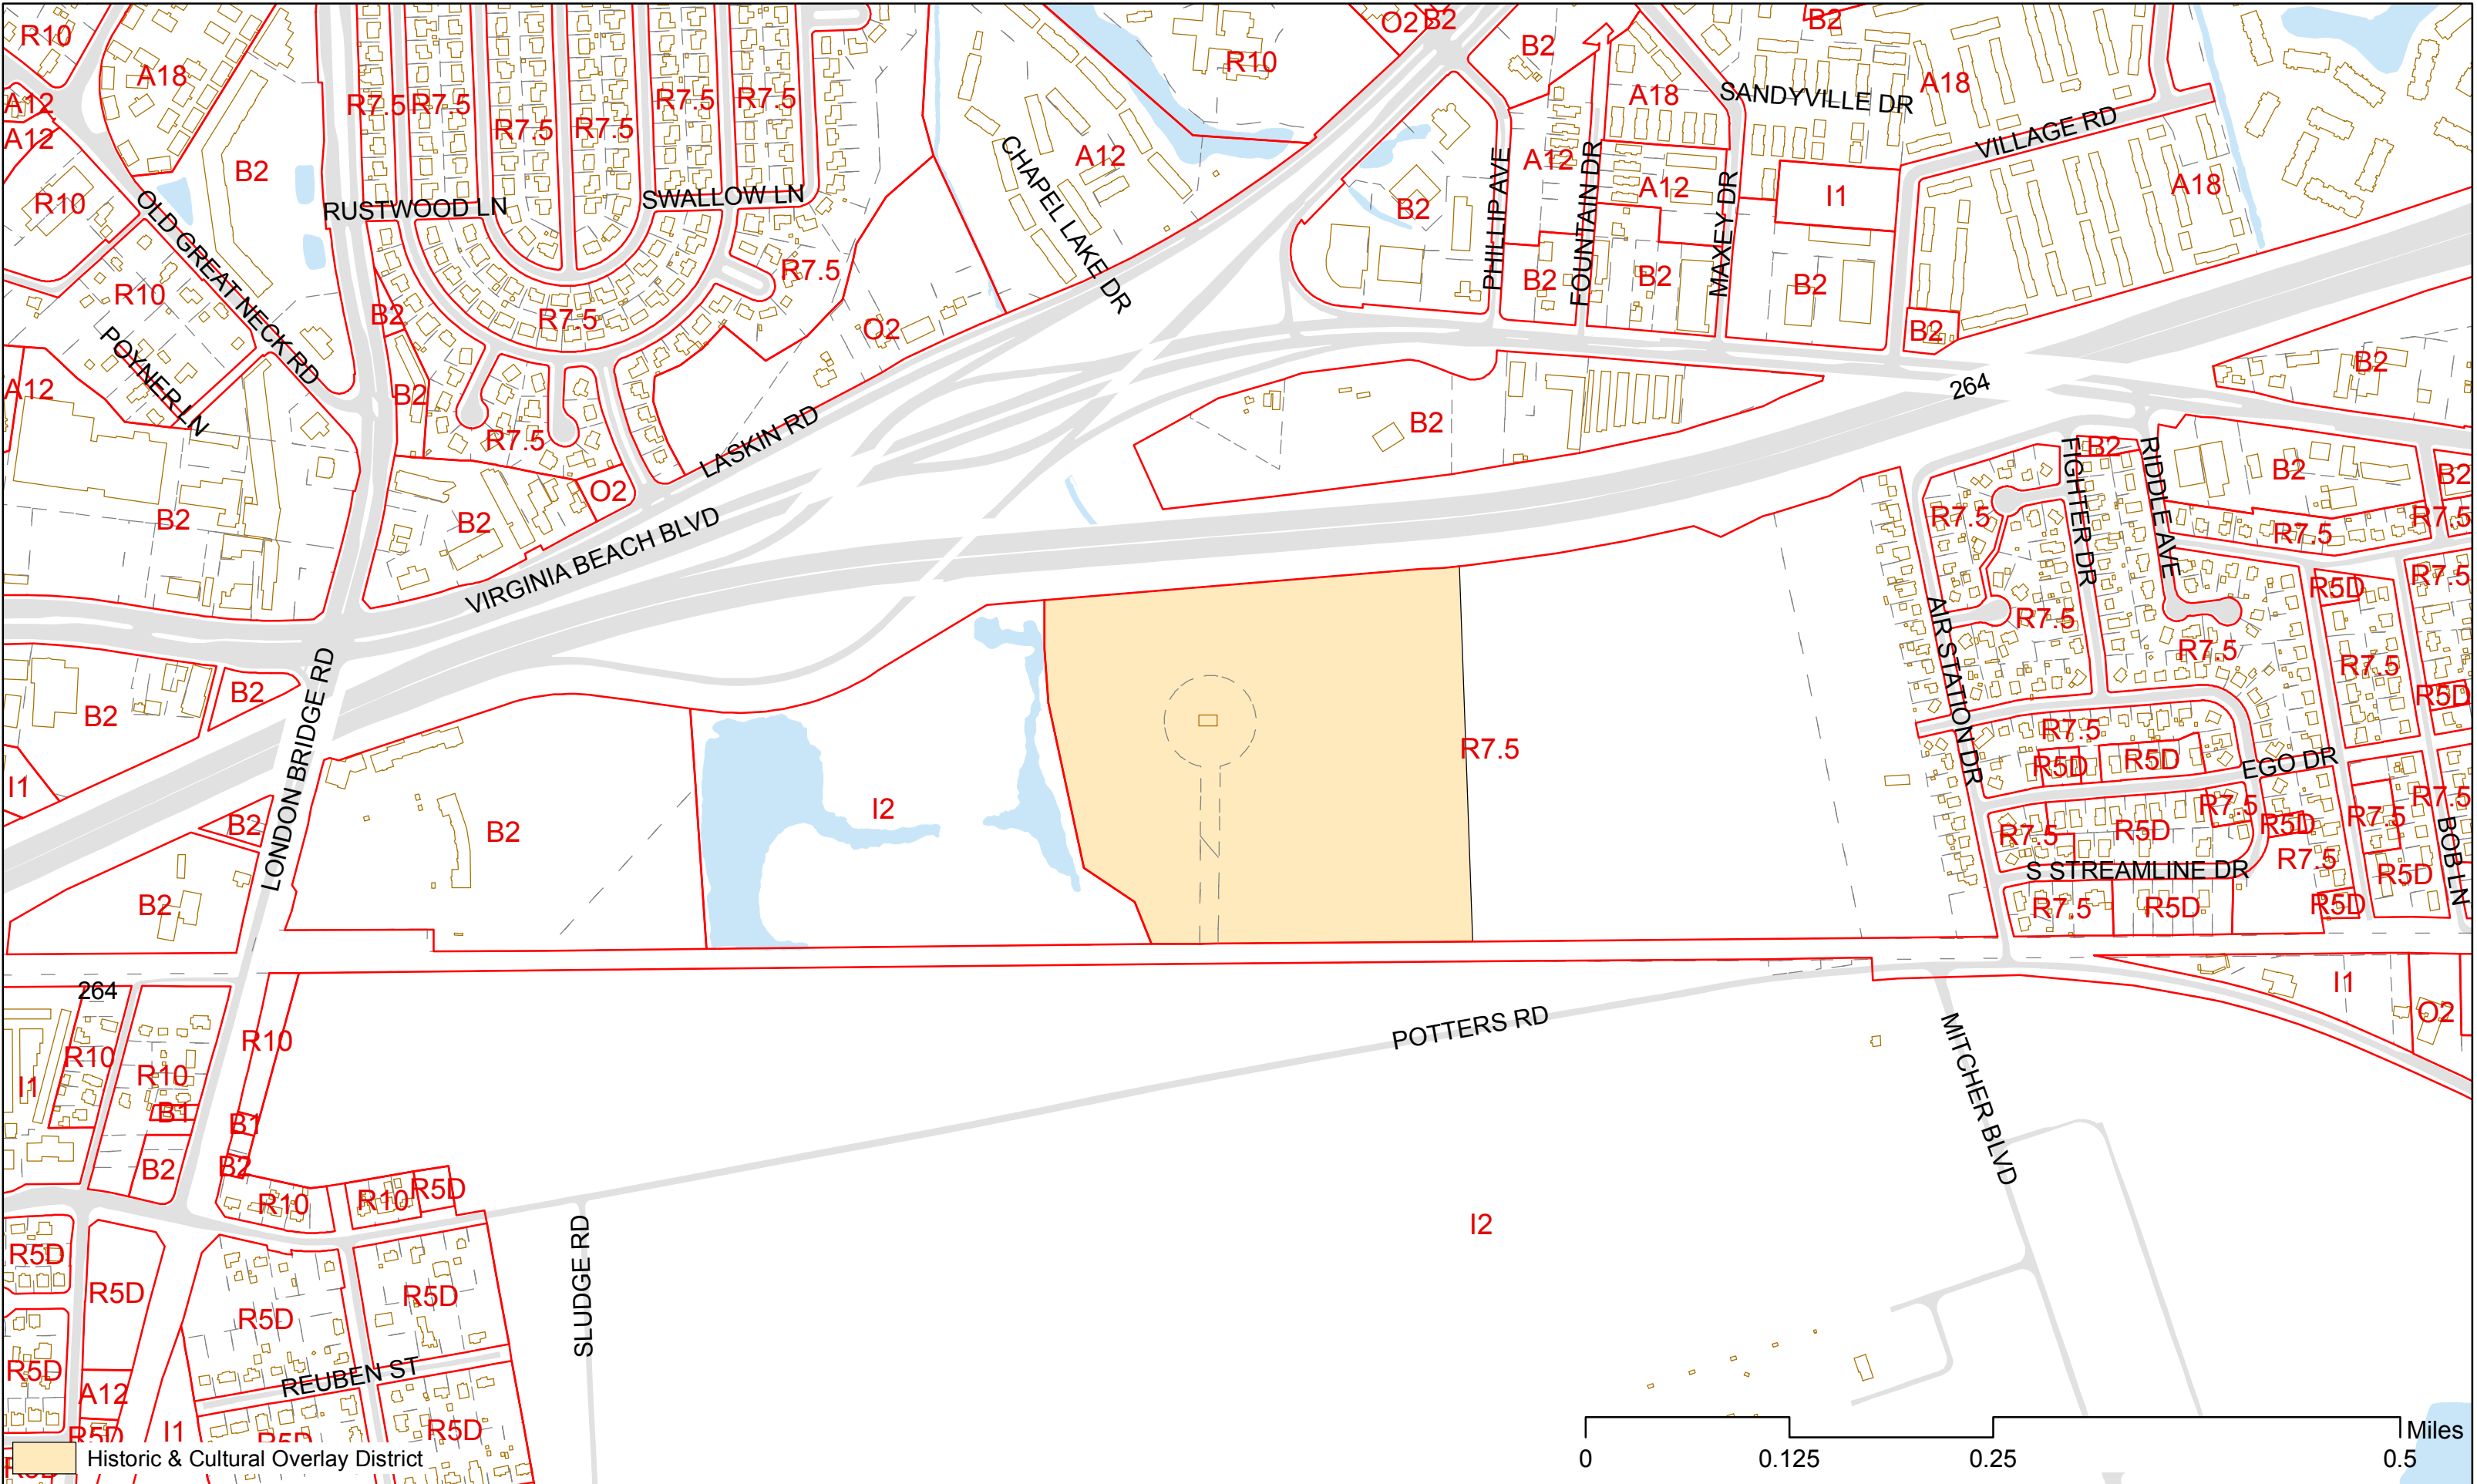 R10
A18
A12
A12
R10
B2
OLD GREAT NECK RD
R10
POYNER LN
A12
B2
R7.5
R7.5
R7.5
R7.5
R7.5
R7.5
RUSTWOOD LN
SWALLOW LN
R7.5
R7.5
B2
B2
R7.5
O2
B2
O2
LASKIN RD
VIRGINIA BEACH BLVD
CHAPEL LAKE DR
A12
R10
O2
B2
B2
B2
A18
SANDYVILLE DR
B2
A18
VILLAGE RD
PHILLIP AVE
A12
FOUNTAIN DR
A12
MAXEY DR
I1
A18
B2
B2
B2
B2
B2
B2
264
B2
FIGHTER DR
B2
RIDDLE AVE
B2
B2
R7.5
R7.5
R7.5
R5D
R7.5
AIR STATION DR
R7.5
R7.5
R7.5
R5D
R7.5
R5D
R5D
EGO DR
R7.5
R5D
R7.5
R5D
R7.5
R7.5
R7.5
R5D
BOB LN
S STREAMLINE DR
R7.5
R5D
R5D
B2
B2
LONDON BRIDGE RD
I1
B2
B2
B2
I2
R7.5
264
R10
R10
R10
I1
B1
B1
B2
B2
R10
R10
R5D
POTTERS RD
MITCHER BLVD
I1
O2
I2
SLUDGE RD
R5D
R5D
R5D
R5D
R5D
A12
REUBEN ST
R5D
I1
R5D
R5D
R5D
Historic & Cultural Overlay District
0
0.125
0.25
0.5
Miles